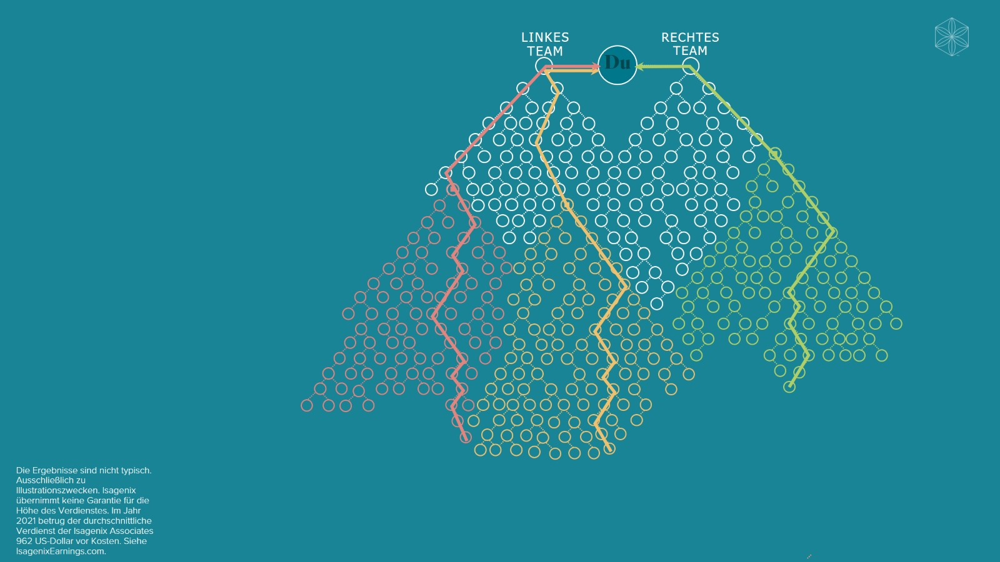 LINKES
TEAM
RECHTES
TEAM
Du
Die Ergebnisse sind nicht typisch.
Ausschließlich zu
Illustrationszwecken. Isagenix
übernimmt keine Garantie für die
Höhe des Verdienstes. Im Jahr
2021 betrug der durchschnittliche
Verdienst der Isagenix Associates
962 US-Dollar vor Kosten. Siehe
IsagenixEarnings.com.